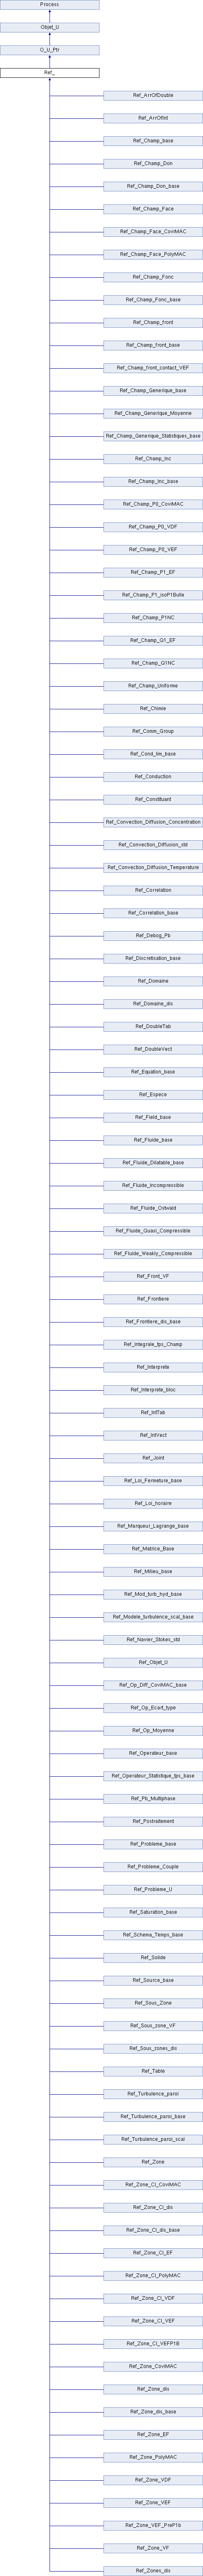 Process
Objet_U
O_U_Ptr
Ref_
Ref_ArrOfDouble
Ref_ArrOfInt
Ref_Champ_base
Ref_Champ_Don
Ref_Champ_Don_base
Ref_Champ_Face
Ref_Champ_Face_CoviMAC
Ref_Champ_Face_PolyMAC
Ref_Champ_Fonc
Ref_Champ_Fonc_base
Ref_Champ_front
Ref_Champ_front_base
Ref_Champ_front_contact_VEF
Ref_Champ_Generique_base
Ref_Champ_Generique_Moyenne
Ref_Champ_Generique_Statistiques_base
Ref_Champ_Inc
Ref_Champ_Inc_base
Ref_Champ_P0_CoviMAC
Ref_Champ_P0_VDF
Ref_Champ_P0_VEF
Ref_Champ_P1_EF
Ref_Champ_P1_isoP1Bulle
Ref_Champ_P1NC
Ref_Champ_Q1_EF
Ref_Champ_Q1NC
Ref_Champ_Uniforme
Ref_Chimie
Ref_Comm_Group
Ref_Cond_lim_base
Ref_Conduction
Ref_Constituant
Ref_Convection_Diffusion_Concentration
Ref_Convection_Diffusion_std
Ref_Convection_Diffusion_Temperature
Ref_Correlation
Ref_Correlation_base
Ref_Debog_Pb
Ref_Discretisation_base
Ref_Domaine
Ref_Domaine_dis
Ref_DoubleTab
Ref_DoubleVect
Ref_Equation_base
Ref_Espece
Ref_Field_base
Ref_Fluide_base
Ref_Fluide_Dilatable_base
Ref_Fluide_Incompressible
Ref_Fluide_Ostwald
Ref_Fluide_Quasi_Compressible
Ref_Fluide_Weakly_Compressible
Ref_Front_VF
Ref_Frontiere
Ref_Frontiere_dis_base
Ref_Integrale_tps_Champ
Ref_Interprete
Ref_Interprete_bloc
Ref_IntTab
Ref_IntVect
Ref_Joint
Ref_Loi_Fermeture_base
Ref_Loi_horaire
Ref_Marqueur_Lagrange_base
Ref_Matrice_Base
Ref_Milieu_base
Ref_Mod_turb_hyd_base
Ref_Modele_turbulence_scal_base
Ref_Navier_Stokes_std
Ref_Objet_U
Ref_Op_Diff_CoviMAC_base
Ref_Op_Ecart_type
Ref_Op_Moyenne
Ref_Operateur_base
Ref_Operateur_Statistique_tps_base
Ref_Pb_Multiphase
Ref_Postraitement
Ref_Probleme_base
Ref_Probleme_Couple
Ref_Probleme_U
Ref_Saturation_base
Ref_Schema_Temps_base
Ref_Solide
Ref_Source_base
Ref_Sous_Zone
Ref_Sous_zone_VF
Ref_Sous_zones_dis
Ref_Table
Ref_Turbulence_paroi
Ref_Turbulence_paroi_base
Ref_Turbulence_paroi_scal
Ref_Zone
Ref_Zone_Cl_CoviMAC
Ref_Zone_Cl_dis
Ref_Zone_Cl_dis_base
Ref_Zone_Cl_EF
Ref_Zone_Cl_PolyMAC
Ref_Zone_Cl_VDF
Ref_Zone_Cl_VEF
Ref_Zone_Cl_VEFP1B
Ref_Zone_CoviMAC
Ref_Zone_dis
Ref_Zone_dis_base
Ref_Zone_EF
Ref_Zone_PolyMAC
Ref_Zone_VDF
Ref_Zone_VEF
Ref_Zone_VEF_PreP1b
Ref_Zone_VF
Ref_Zones_dis